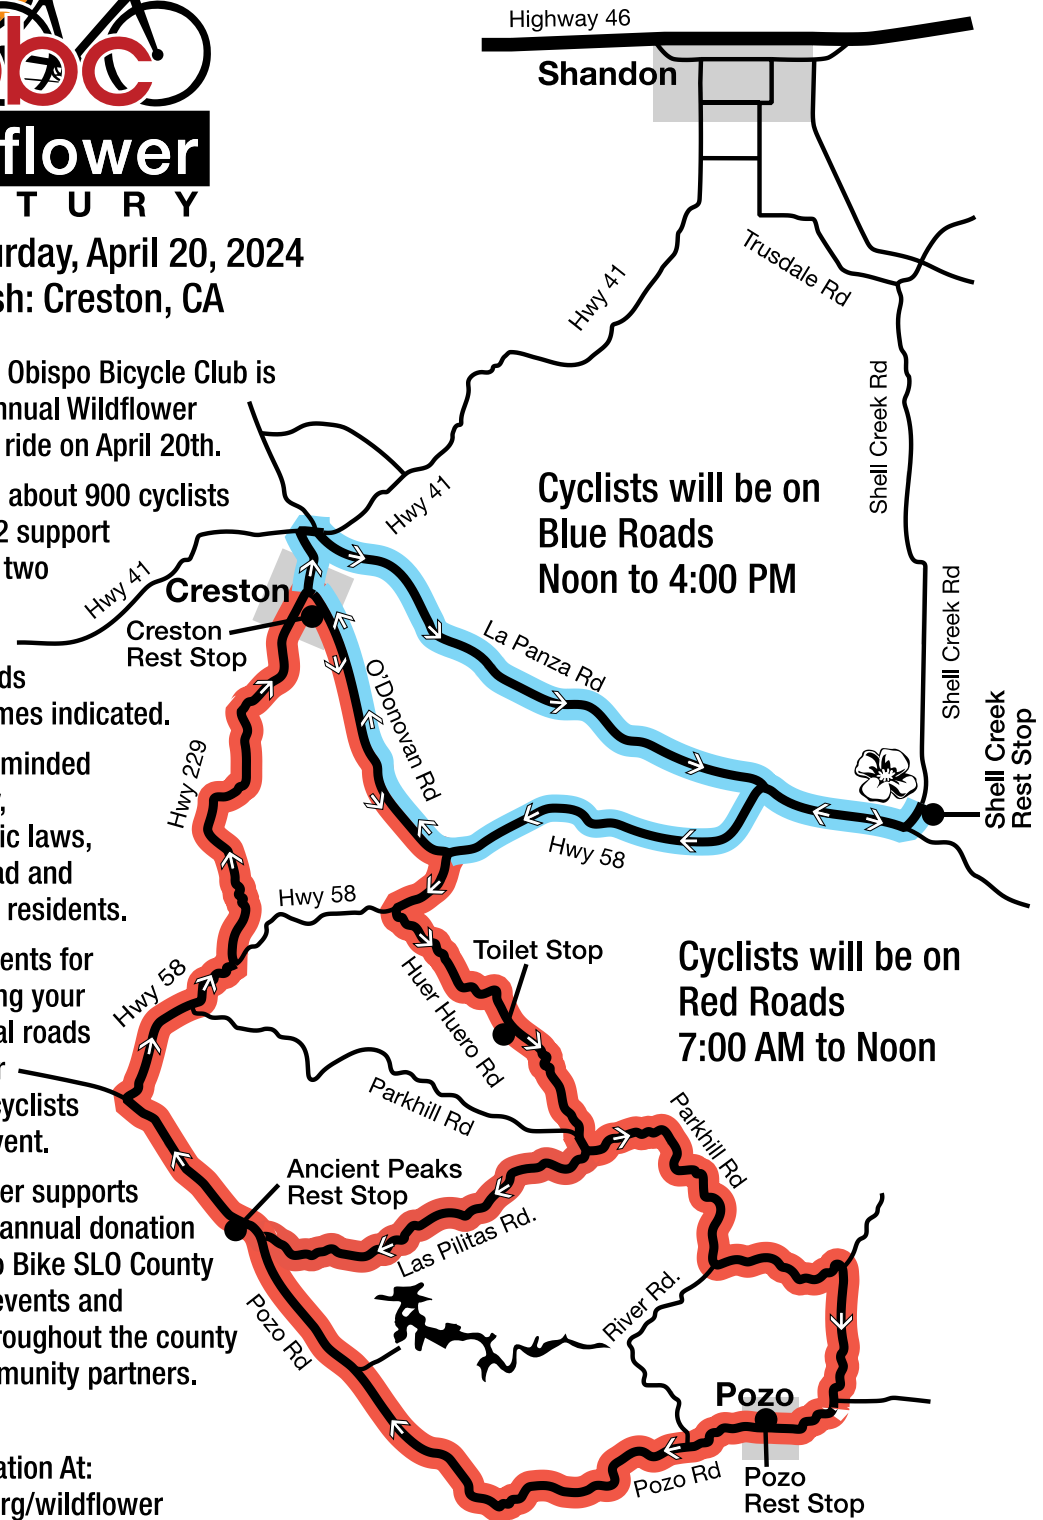 bc
flower
T U R Y
urday, April 20, 2024
sh: Creston, CA
Obispo Bicycle Club is
nnual Wildflower
ride on April 20th.
about 900 cyclists
2 support
two
ds
mes indicated.
minded
ic laws,
ad and
residents.
ents for
ng your
al roads
r
cyclists
vent.
er supports
annual donation
o Bike SLO County
events and
roughout the county
munity partners.
ation At:
rg/wildflower
Highway 46
Shandon
Trusdale Rd
Hwy 41
Shell Creek Rd
Hwy 41
Cyclists will be on
Blue Roads
Noon to 4:00 PM
Hwy 41
Creston
Creston
Rest Stop
La Panza Rd
Shell Creek Rd
O'Donovan Rd
Shell Creek
Rest Stop
Hwy 229
Hwy 58
Hwy 58
Toilet Stop
Cyclists will be on
Red Roads
7:00 AM to Noon
Hwy 58
Huer Huero Rd
Parkhill Rd
Parkhill Rd
Ancient Peaks
Rest Stop
Las Pilitas Rd.
River Rd.
Pozo Rd
Pozo
Pozo Rd
Pozo
Rest Stop